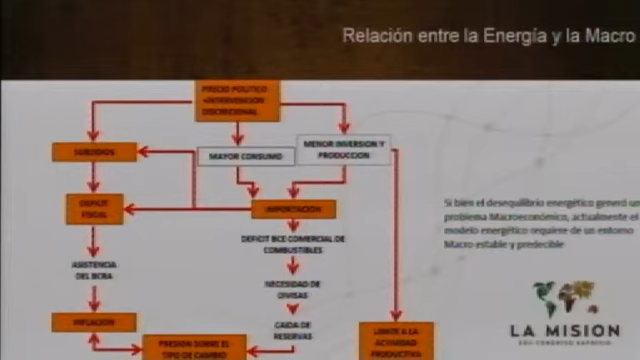 Relación entre la Energía y la Macro
PRECIO POLITICO
+INTERVENCION
DISCRECIONAL
SUBSIDIOS
MAYOR CONSUMO
MENOR INVERSION Y
PRODUCCION
DEFICIT
FISCAL
IMPORTACION
Si bien el desequilibrio energético generó un
problema Macroeconómico, actualmente el
modelo energético requiere de un entorno
Macro estable y predecible
DEFICIT BCE COMERCIAL DE
COMBUSTIBLES
ASISTENCIA
DEL BCRA
NECESIDAD DE
DIVISAS
INFLACION
CAIDA DE
RESERVAS
PRESION SOBRE EL
TIPO DE CAMBIO
LIMITE A LA
ACTIVIDAD
PRODUCTIVA
LA MISION